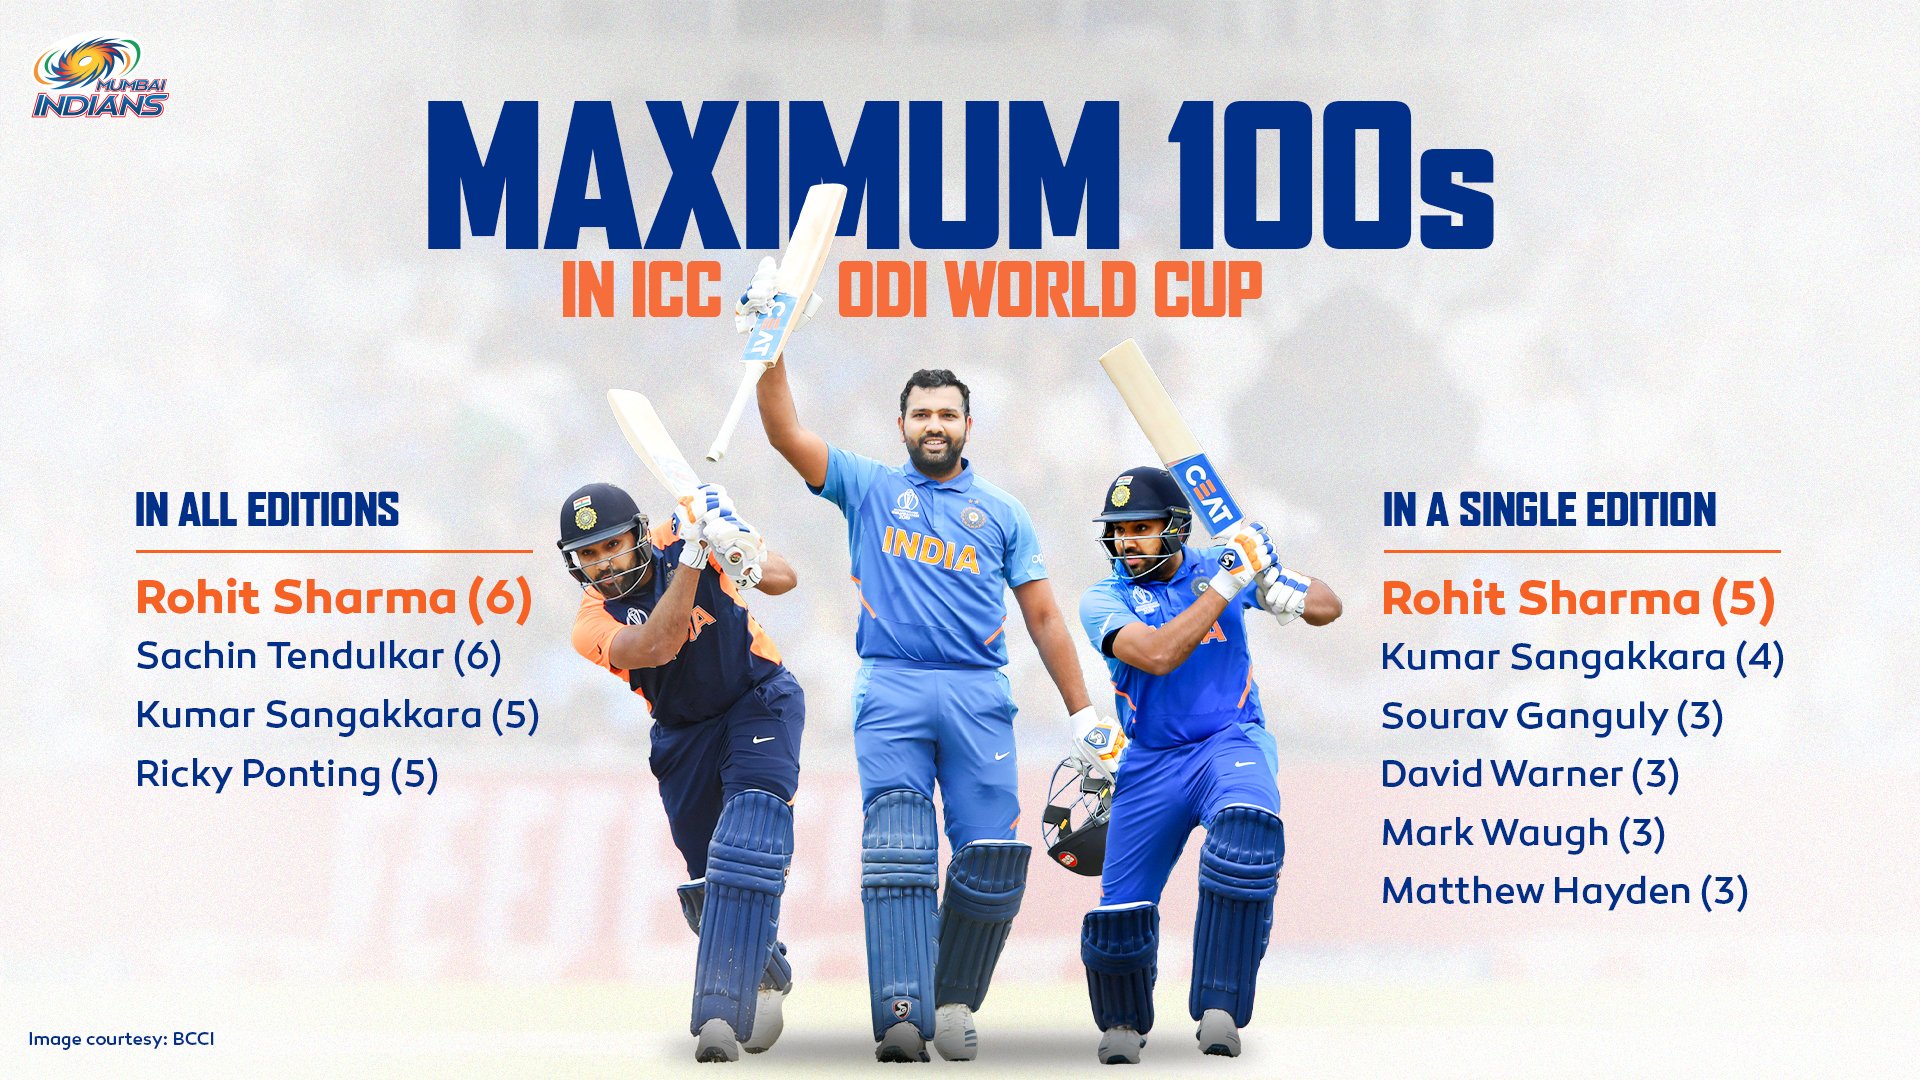 MUMBAI
INDIANS
MAXIMUM 100s
IN ICC ODI WORLD CUP
IN ALL EDITIONS
Rohit Sharma (6)
Sachin Tendulkar (6)
Kumar Sangakkara (5)
Ricky Ponting (5)
IN A SINGLE EDITION
Rohit Sharma (5)
Kumar Sangakkara (4)
Sourav Ganguly (3)
David Warner (3)
Mark Waugh (3)
Matthew Hayden (3)
CEAT
INDIA
CEAT
Image courtesy: BCCI